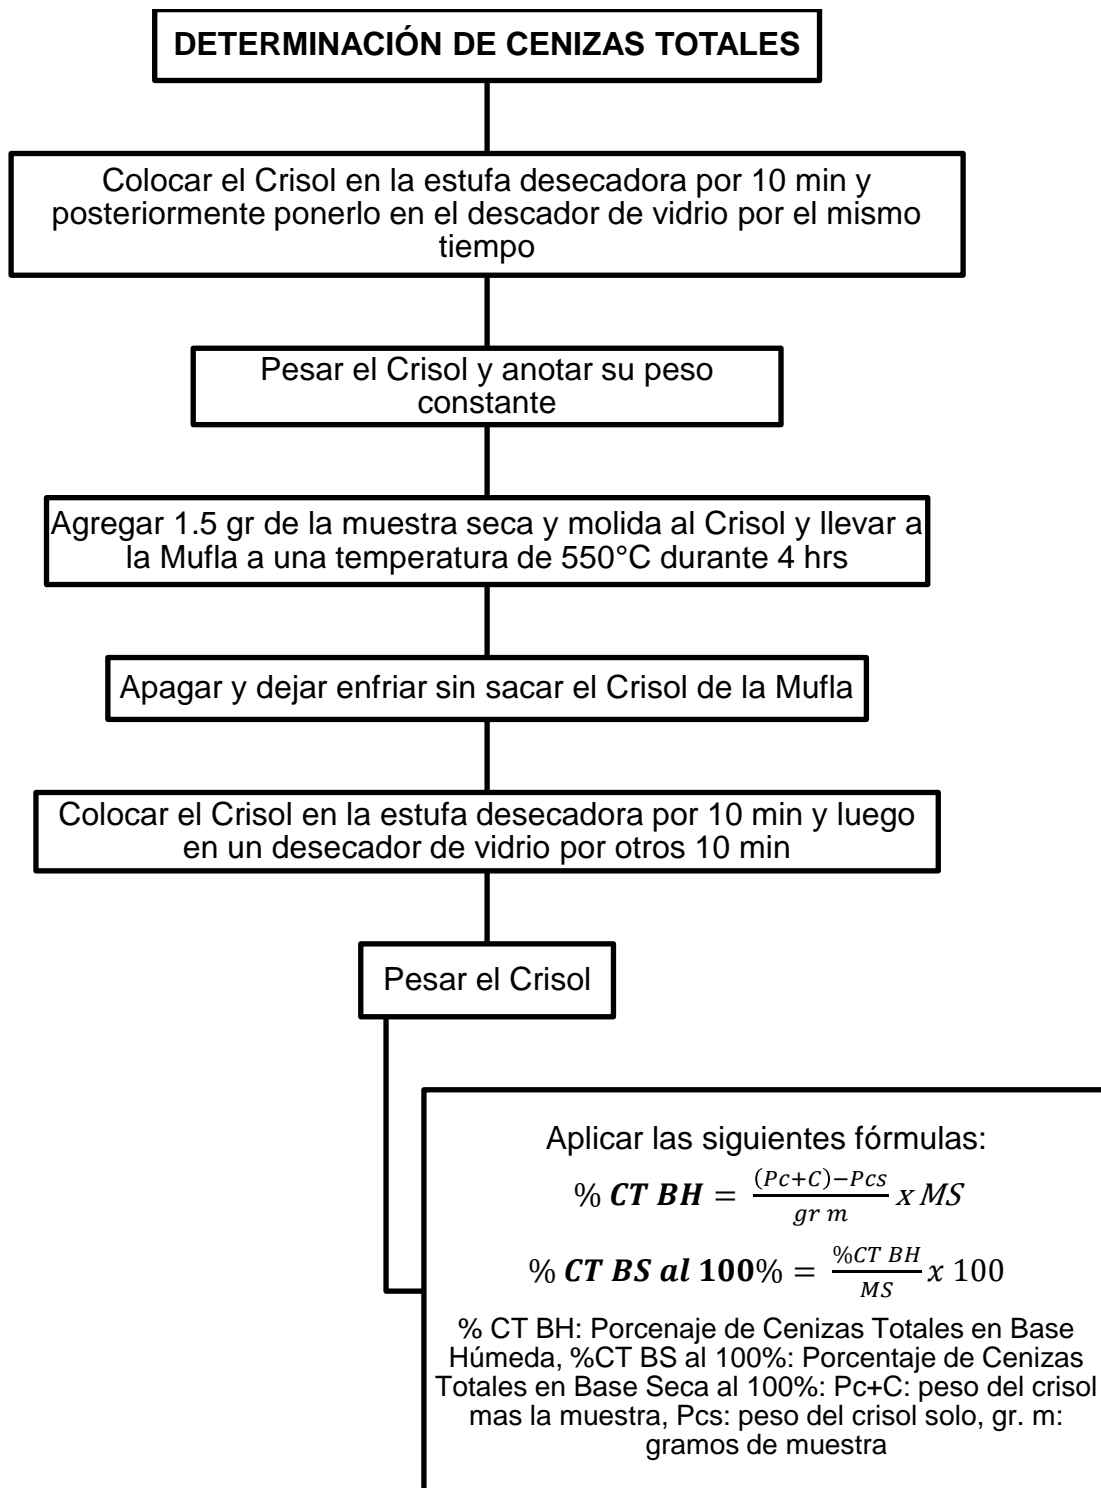 DETERMINACIÓN DE CENIZAS TOTALES
Colocar el Crisol en la estufa desecadora por 10 min y
posteriormente ponerlo en el descador de vidrio por el mismo
tiempo
Pesar el Crisol y anotar su peso
constante
Agregar 1.5 gr de la muestra seca y molida al Crisol y llevar a
la Mufla a una temperatura de 550°C durante 4 hrs
Apagar y dejar enfriar sin sacar el Crisol de la Mufla
Colocar el Crisol en la estufa desecadora por 10 min y luego
en un desecador de vidrio por otros 10 min
Pesar el Crisol
Aplicar las siguientes fórmulas:
% CT BH = \frac{(Pc+C)−Pcs}{gr m} x MS
% CT BS al 100% = \frac{%CT BH}{MS} x 100
% CT BH: Porcenaje de Cenizas Totales en Base
Húmeda, %CT BS al 100%: Porcentaje de Cenizas
Totales en Base Seca al 100%: Pc+C: peso del crisol
mas la muestra, Pcs: peso del crisol solo, gr. m:
gramos de muestra